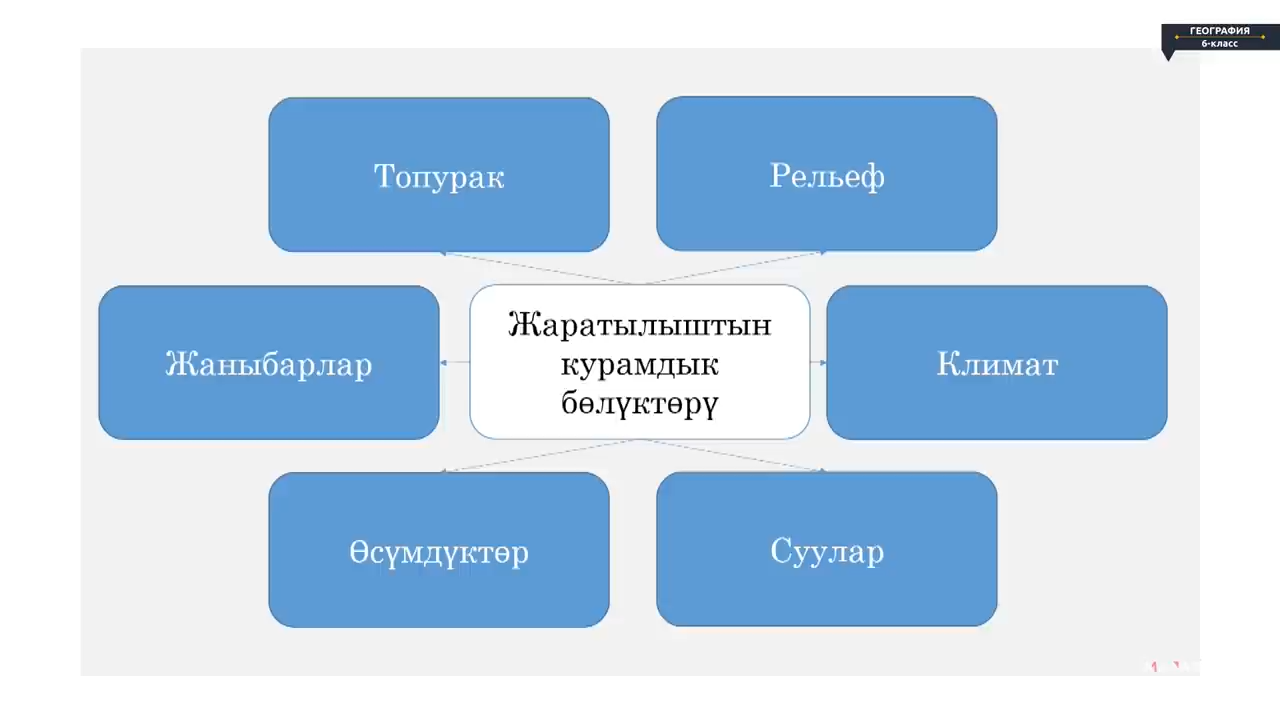 ГЕОГРАФИЯ
6-класс
Топурак
Рельеф
Жаныбарлар
Жаратылыштын
курамдык
бөлүктөрү
Климат
Өсүмдүктөр
Суулар